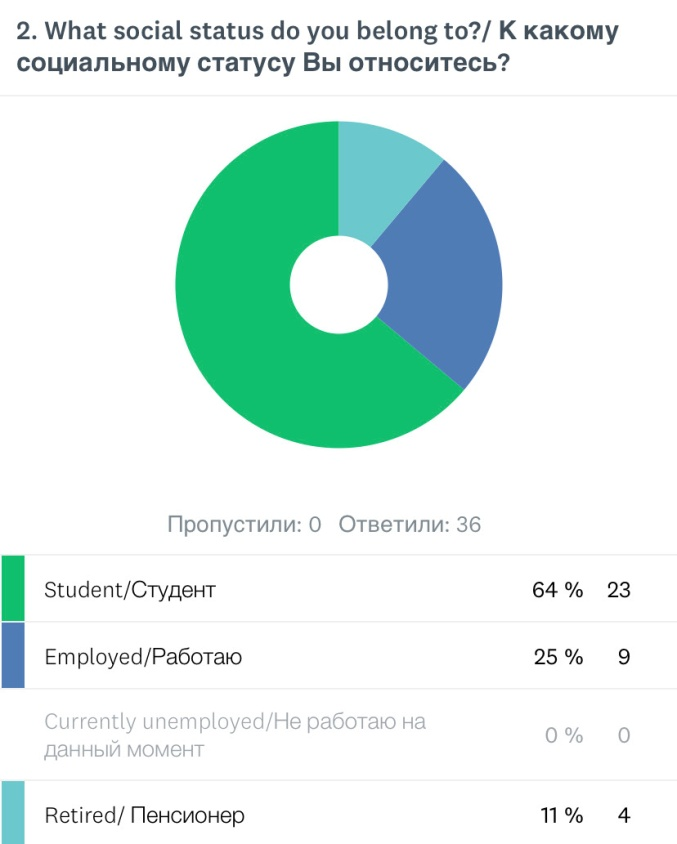 2. What social status do you belong to?/ К какому
социальному статусу Вы относитесь?
Пропустили: 0 Ответили: 36
Student/Студент 64 % 23
Employed/Работаю 25 % 9
Currently unemployed/Не работаю на
данный момент 0 % 0
Retired/ Пенсионер 11 % 4